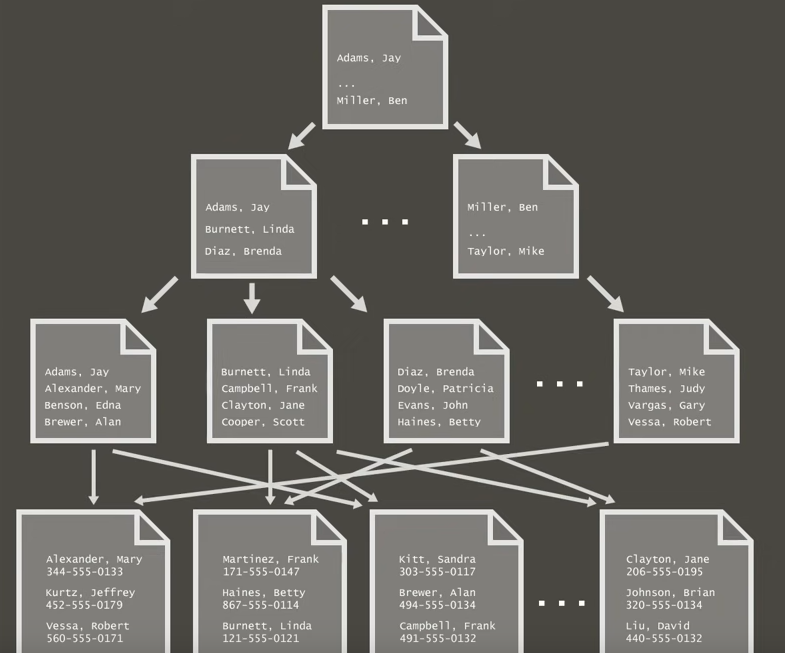 Adams, Jay
...
Miller, Ben
Adams, Jay
Burnett, Linda
Diaz, Brenda
...
Miller, Ben
...
Taylor, Mike
Adams, Jay
Alexander, Mary
Benson, Edna
Brewer, Alan
Burnett, Linda
Campbell, Frank
Clayton, Jane
Cooper, Scott
Diaz, Brenda
Doyle, Patricia
Evans, John
Haines, Betty
...
Taylor, Mike
Thames, Judy
Vargas, Gary
Vessa, Robert
Alexander, Mary
344-555-0133
Kurtz, Jeffrey
452-555-0179
Vessa, Robert
560-555-0171
Martinez, Frank
171-555-0147
Haines, Betty
867-555-0114
Burnett, Linda
121-555-0121
Kitt, Sandra
303-555-0117
Brewer, Alan
494-555-0134
Campbell, Frank
491-555-0132
...
Clayton, Jane
206-555-0195
Johnson, Brian
320-555-0134
Liu, David
440-555-0132